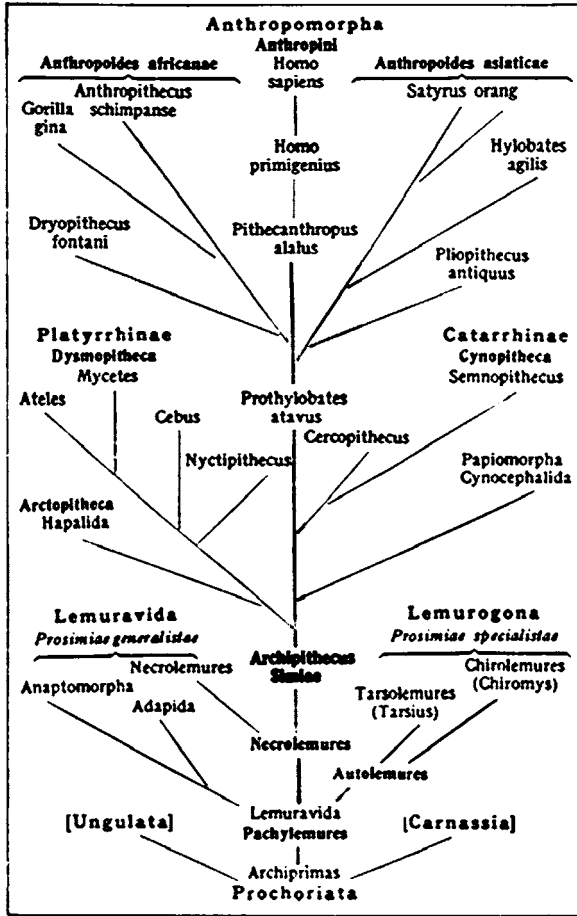 Anthropomorpha
Anthropini
Anthropoides africanae
Homo
sapiens
Anthropoides asiaticae
Anthropithecus
schimpanse
Gorilla
gina
Satyrus orang
Homo
primigenius
Hylobates
agilis
Dryopithecus
fontani
Pithecanthropus
alalus
Pliopithecus
antiquus
Platyrrhinae
Dysmopitheca
Mycetes
Catarrhinae
Cynopitheca
Semnopithecus
Ateles
Cebus
Prothylobates
atavus
Nyctipithecus
Cercopithecus
Papiomorpha
Cynocephalida
Arctopitheca
Hapalida
Lemuravida
Prosimiae generalistae
Lemurogona
Prosimiae specialistae
Necrolemures
Archipithecus
Simiae
Chirolemures
(Chiromys)
Anaptomorpha
Adapida
Tarsolemures
(Tarsius)
Necrolemures
Autolemures
[Ungulata]
Lemuravida
Pachylemures
[Carnassia]
Archiprimas
Prochoriata